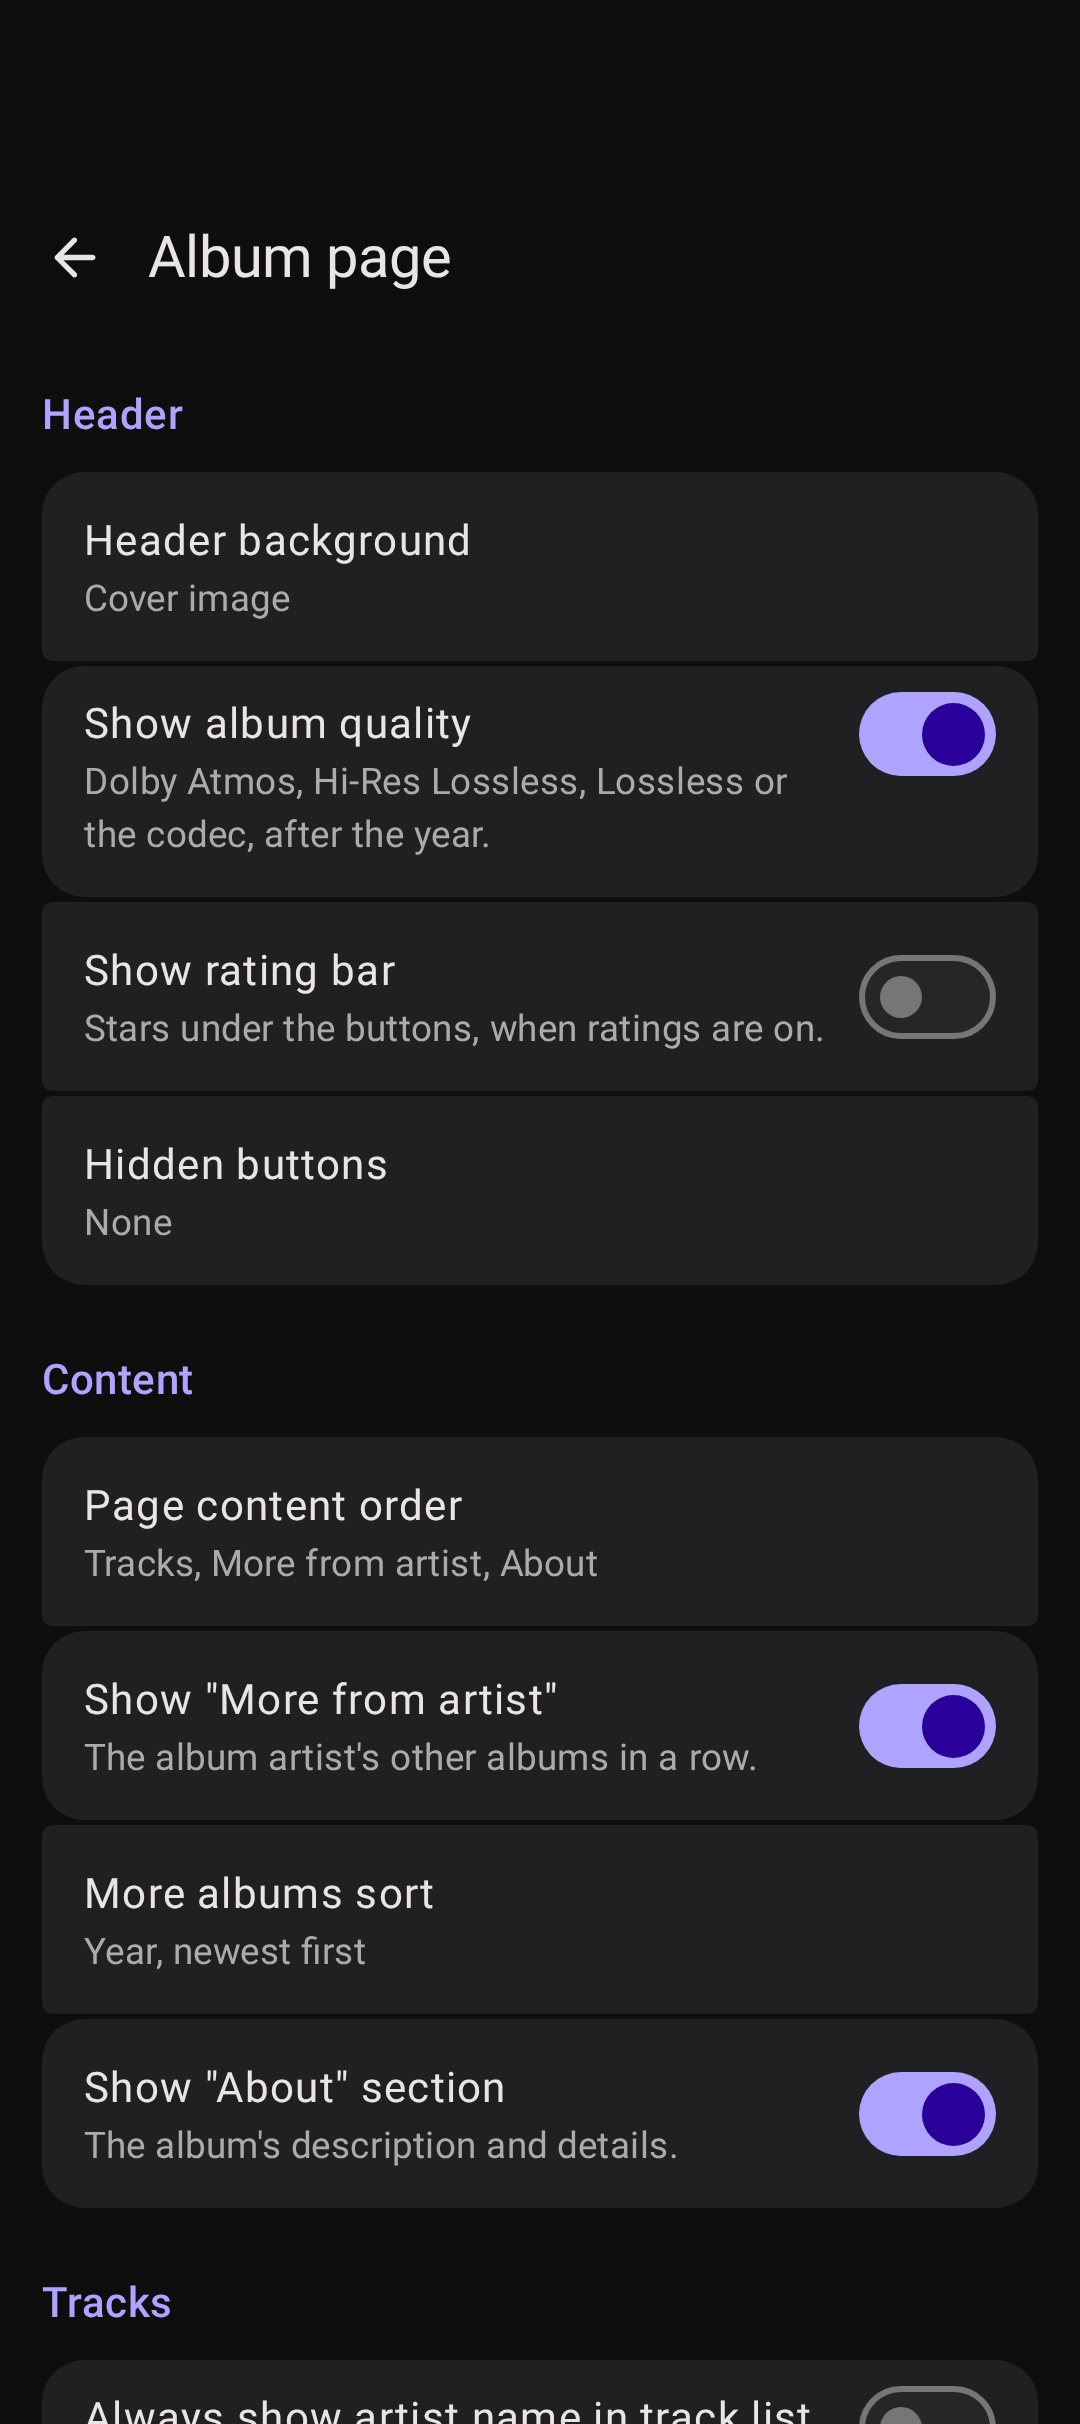 Album page
Header
Header background
Cover image
Show album quality
Dolby Atmos, Hi-Res Lossless, Lossless or
the codec, after the year.
Show rating bar
Stars under the buttons, when ratings are on.
Hidden buttons
None
Content
Page content order
Tracks, More from artist, About
Show "More from artist"
The album artist's other albums in a row.
More albums sort
Year, newest first
Show "About" section
The album's description and details.
Tracks
Always show artist name in track list